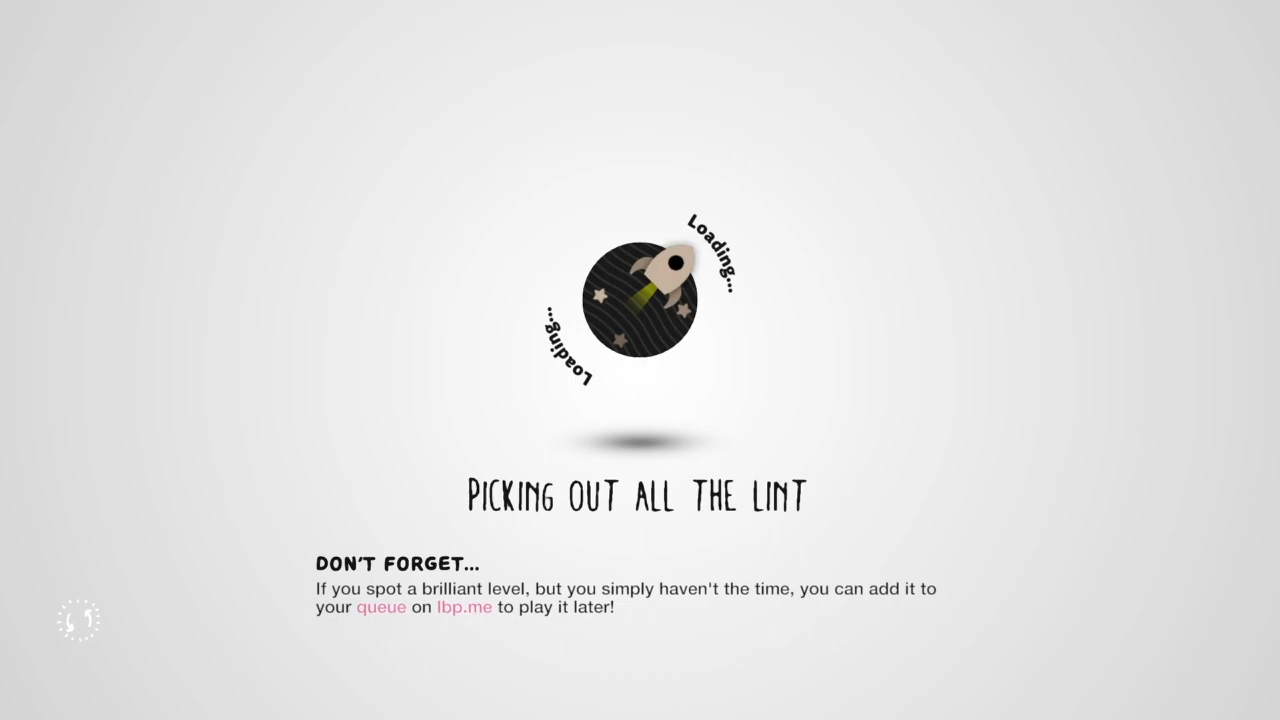 Loading...
Loading...
PICKING OUT ALL THE LINT
DON'T FORGET...
If you spot a brilliant level, but you simply haven't the time, you can add it to
your queue on lbp.me to play it later!